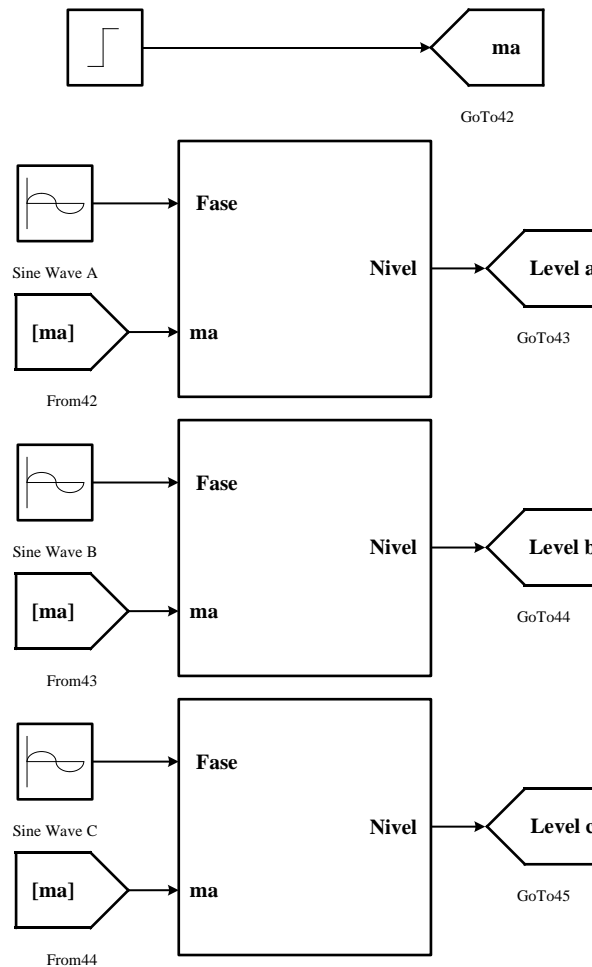 ma
GoTo42
Fase
Sine Wave A
Nivel
Level a
[ma]
ma
GoTo43
From42
Fase
Sine Wave B
Nivel
Level b
[ma]
ma
GoTo44
From43
Fase
Sine Wave C
Nivel
Level c
[ma]
ma
GoTo45
From44